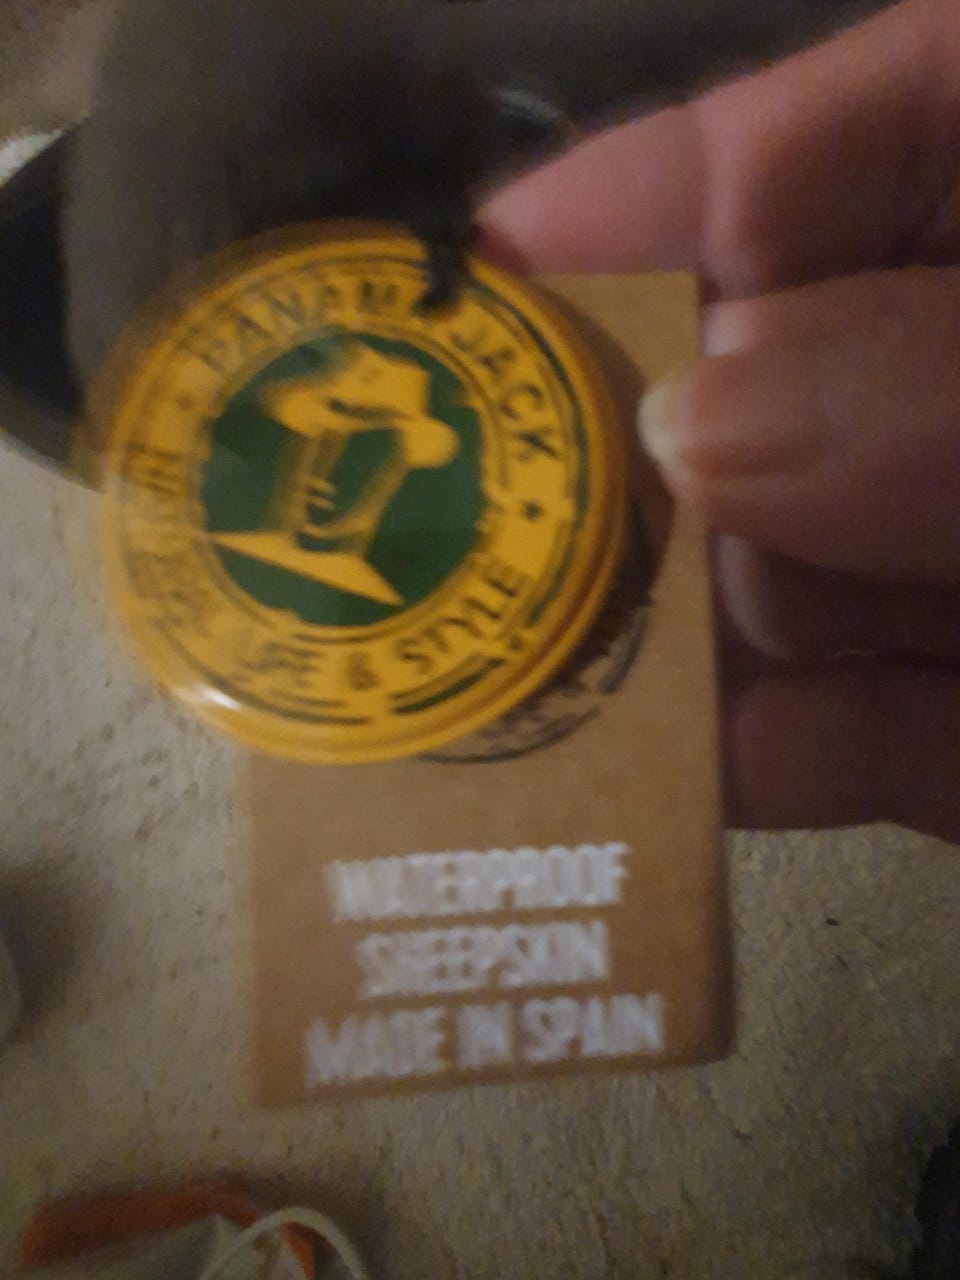 PANAMA JACK
LIFE & STYLE
WATERPROOF
SHEEPSKIN
MADE IN SPAIN